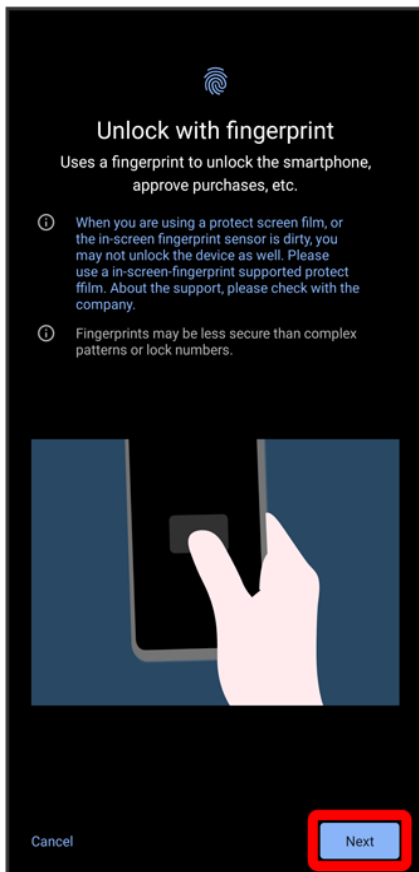 Unlock with fingerprint
Uses a fingerprint to unlock the smartphone,
approve purchases, etc.
When you are using a protect screen film, or
the in-screen fingerprint sensor is dirty, you
may not unlock the device as well. Please
use a in-screen-fingerprint supported protect
ffilm. About the support, please check with the
company.
Fingerprints may be less secure than complex
patterns or lock numbers.
Cancel
Next